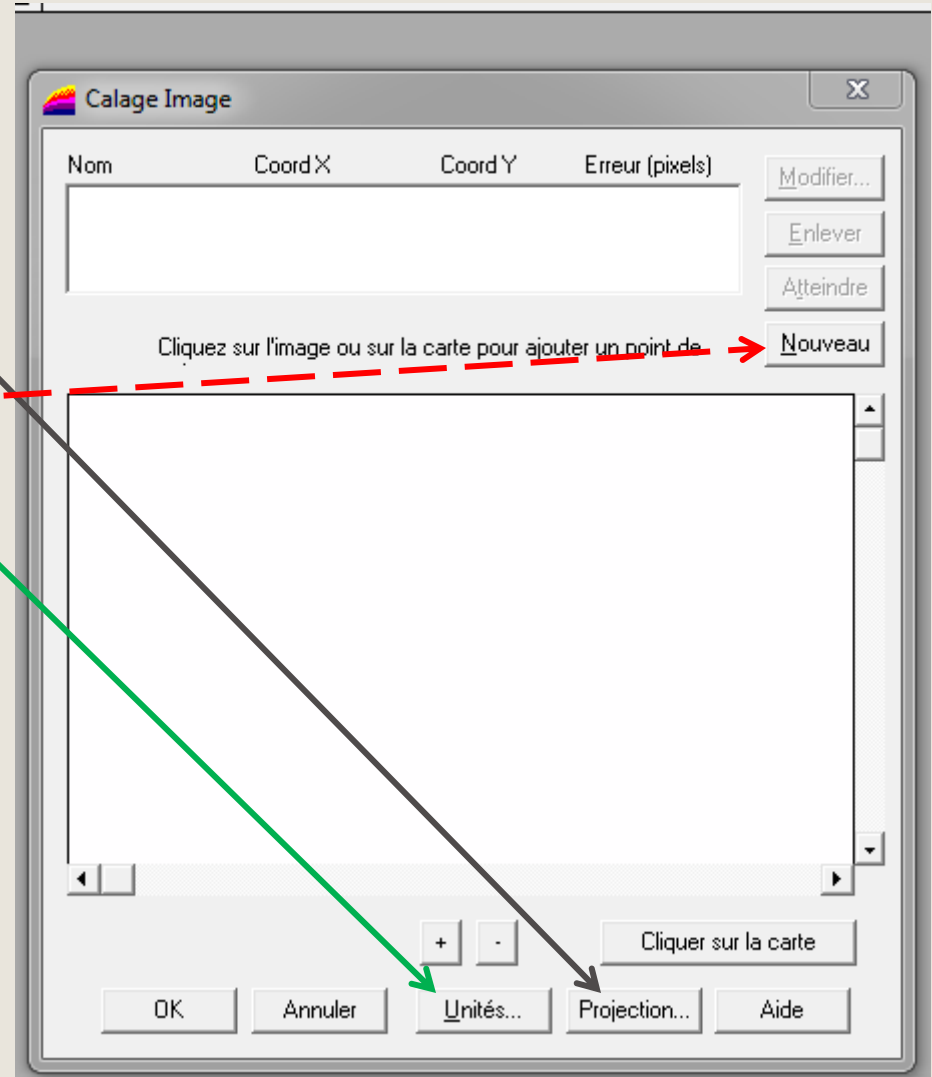 Calage Image
Nom Coord X Coord Y Erreur (pixels)
Modifier...
Enlever
Atteindre
Cliquez sur l'image ou sur la carte pour ajouter un point de
Nouveau
+ -
Cliquer sur la carte
OK Annuler Unités... Projection... Aide